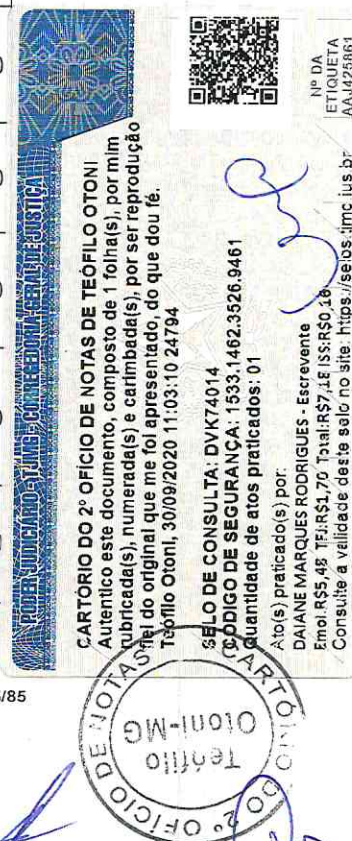 PODER JUDICIÁRIO - TJMG - CORREGEDORIA-GERAL DE JUSTIÇA
CARTÓRIO DO 2º OFICIO DE NOTAS DE TEÓFILO OTONI
Autentico este documento, composto de 1 folha(s), por mim
rubricada(s), numerada(s) e carimbada(s), por ser reprodução
fiel do original que me foi apresentado, do que dou fé.
Teófilo Otoni, 30/09/2020 11:03:10 24794
SELO DE CONSULTA: DVK74014
CÓDIGO DE SEGURANÇA: 1533.1462.3526.9461
Quantidade de atos praticados: 01
Ato(s) praticado(s) por:
DAIANE MARQUES RODRIGUES - Escrevente
Emol:R$5,48 TFJ:R$1,70 Total:R$7,18 ISS:R$0,16
Consulte a validade deste selo no site: https://selos.tjmg.jus.br
Nº DA
ETIQUETA
AAJ425861
/85
CARTÓRIO DO 2º OFÍCIO DE NOTAS
Teófilo
Otoni-MG